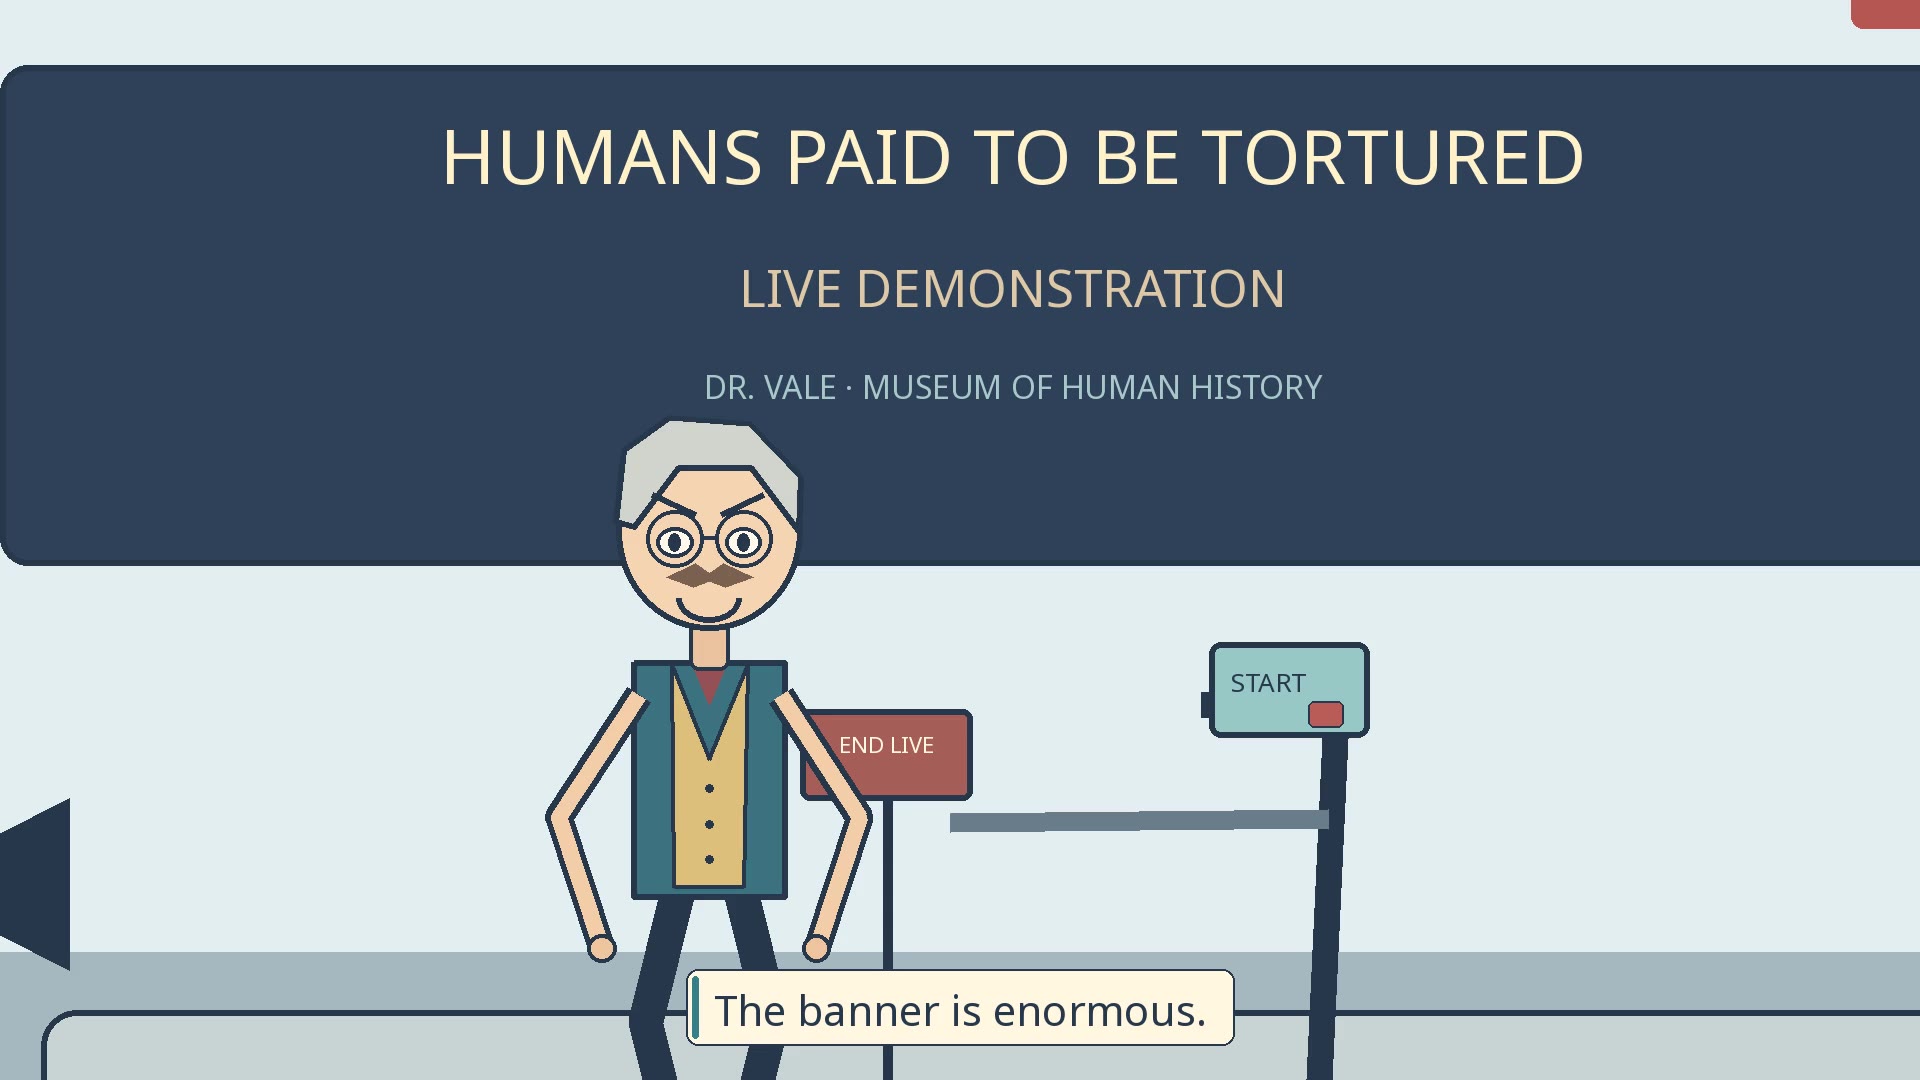 HUMANS PAID TO BE TORTURED
LIVE DEMONSTRATION
DR. VALE · MUSEUM OF HUMAN HISTORY
START
END LIVE
The banner is enormous.